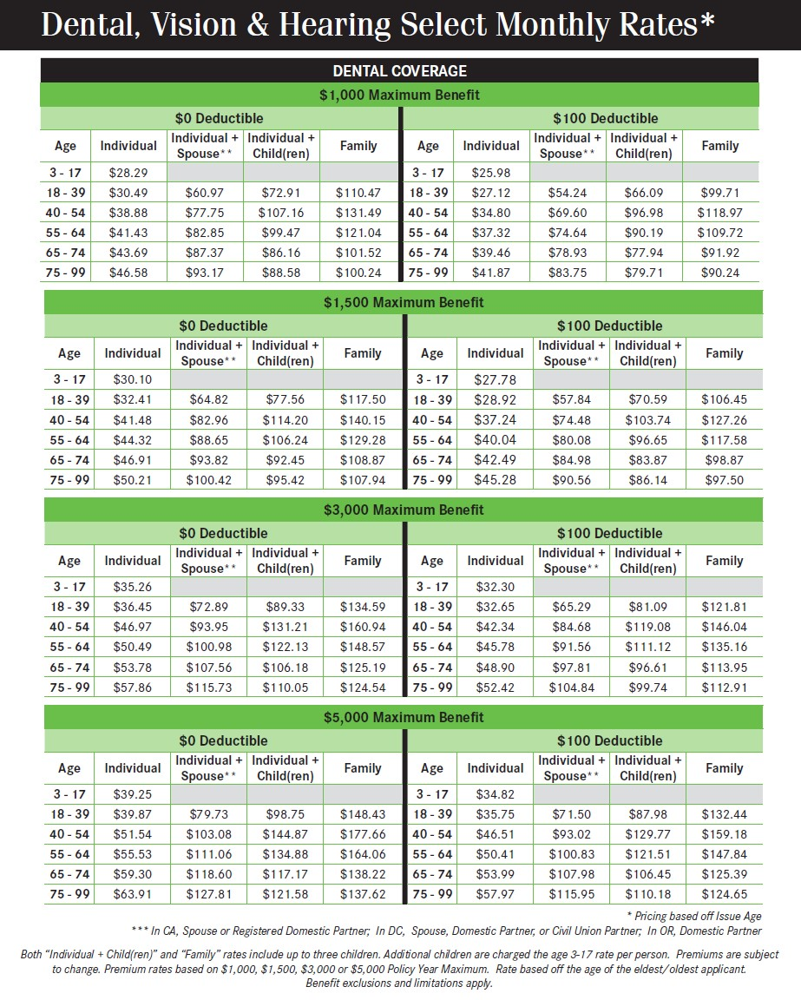 Dental, Vision & Hearing Select Monthly Rates*
DENTAL COVERAGE
$1,000 Maximum Benefit
$0 Deductible $100 Deductible
Age Individual Individual + Spouse** Individual + Child(ren) Family Age Individual Individual + Spouse** Individual + Child(ren) Family
3 - 17 $28.29 3 - 17 $25.98
18 - 39 $30.49 $60.97 $72.91 $110.47 18 - 39 $27.12 $54.24 $66.09 $99.71
40 - 54 $38.88 $77.75 $107.16 $131.49 40 - 54 $34.80 $69.60 $96.98 $118.97
55 - 64 $41.43 $82.85 $99.47 $121.04 55 - 64 $37.32 $74.64 $90.19 $109.72
65 - 74 $43.69 $87.37 $86.16 $101.52 65 - 74 $39.46 $78.93 $77.94 $91.92
75 - 99 $46.58 $93.17 $88.58 $100.24 75 - 99 $41.87 $83.75 $79.71 $90.24
$1,500 Maximum Benefit
$0 Deductible $100 Deductible
Age Individual Individual + Spouse** Individual + Child(ren) Family Age Individual Individual + Spouse** Individual + Child(ren) Family
3 - 17 $30.10 3 - 17 $27.78
18 - 39 $32.41 $64.82 $77.56 $117.50 18 - 39 $28.92 $57.84 $70.59 $106.45
40 - 54 $41.48 $82.96 $114.20 $140.15 40 - 54 $37.24 $74.48 $103.74 $127.26
55 - 64 $44.32 $88.65 $106.24 $129.28 55 - 64 $40.04 $80.08 $96.65 $117.58
65 - 74 $46.91 $93.82 $92.45 $108.87 65 - 74 $42.49 $84.98 $83.87 $98.87
75 - 99 $50.21 $100.42 $95.42 $107.94 75 - 99 $45.28 $90.56 $86.14 $97.50
$3,000 Maximum Benefit
$0 Deductible $100 Deductible
Age Individual Individual + Spouse** Individual + Child(ren) Family Age Individual Individual + Spouse** Individual + Child(ren) Family
3 - 17 $35.26 3 - 17 $32.30
18 - 39 $36.45 $72.89 $89.33 $134.59 18 - 39 $32.65 $65.29 $81.09 $121.81
40 - 54 $46.97 $93.95 $131.21 $160.94 40 - 54 $42.34 $84.68 $119.08 $146.04
55 - 64 $50.49 $100.98 $122.13 $148.57 55 - 64 $45.78 $91.56 $111.12 $135.16
65 - 74 $53.78 $107.56 $106.18 $125.19 65 - 74 $48.90 $97.81 $96.61 $113.95
75 - 99 $57.86 $115.73 $110.05 $124.54 75 - 99 $52.42 $104.84 $99.74 $112.91
$5,000 Maximum Benefit
$0 Deductible $100 Deductible
Age Individual Individual + Spouse** Individual + Child(ren) Family Age Individual Individual + Spouse** Individual + Child(ren) Family
3 - 17 $39.25 3 - 17 $34.82
18 - 39 $39.87 $79.73 $98.75 $148.43 18 - 39 $35.75 $71.50 $87.98 $132.44
40 - 54 $51.54 $103.08 $144.87 $177.66 40 - 54 $46.51 $93.02 $129.77 $159.18
55 - 64 $55.53 $111.06 $134.88 $164.06 55 - 64 $50.41 $100.83 $121.51 $147.84
65 - 74 $59.30 $118.60 $117.17 $138.22 65 - 74 $53.99 $107.98 $106.45 $125.39
75 - 99 $63.91 $127.81 $121.58 $137.62 75 - 99 $57.97 $115.95 $110.18 $124.65
* Pricing based off Issue Age
*** In CA, Spouse or Registered Domestic Partner; In DC, Spouse, Domestic Partner, or Civil Union Partner; In OR, Domestic Partner
Both “Individual + Child(ren)” and “Family” rates include up to three children. Additional children are charged the age 3-17 rate per person. Premiums are subject
to change. Premium rates based on $1,000, $1,500, $3,000 or $5,000 Policy Year Maximum. Rate based off the age of the eldest/oldest applicant.
Benefit exclusions and limitations apply.